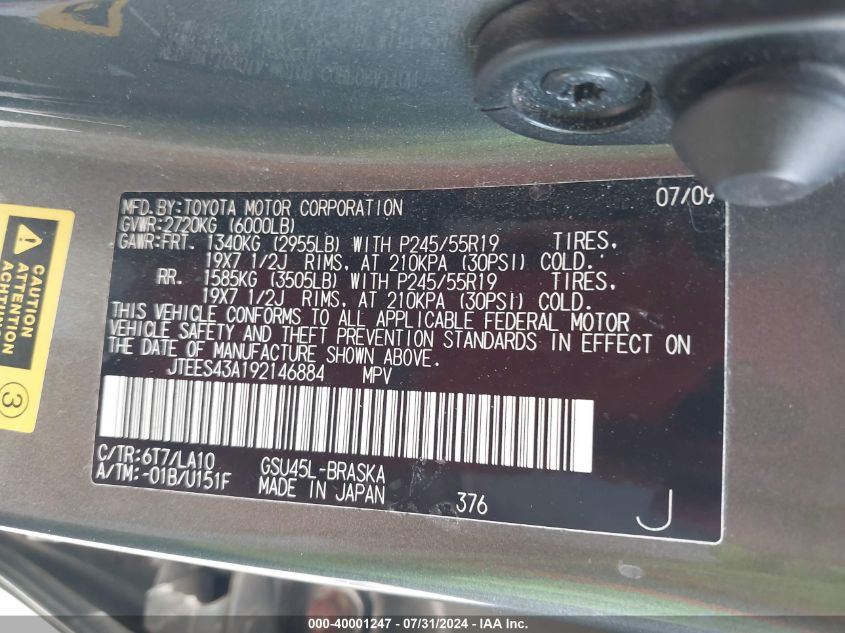 MFD.BY:TOYOTA MOTOR CORPORATION 07/09
GVWR:2720KG (6000LB)
GAWR:FRT. 1340KG (2955LB) WITH P245/55R19 TIRES,
19X7 1/2J RIMS, AT 210KPA (30PSI) COLD.
RR. 1585KG (3505LB) WITH P245/55R19 TIRES,
19X7 1/2J RIMS, AT 210KPA (30PSI) COLD.
THIS VEHICLE CONFORMS TO ALL APPLICABLE FEDERAL MOTOR
VEHICLE SAFETY AND THEFT PREVENTION STANDARDS IN EFFECT ON
THE DATE OF MANUFACTURE SHOWN ABOVE.
JTEES43A192146884 MPV
C/TR:6T7/LA10 GSU45L-BRASKA
A/TM:-01B/U151F MADE IN JAPAN 376 J
CAUTION
ATTENTION
ACHTUNG
3
000-40001247 - 07/31/2024 - IAA Inc.